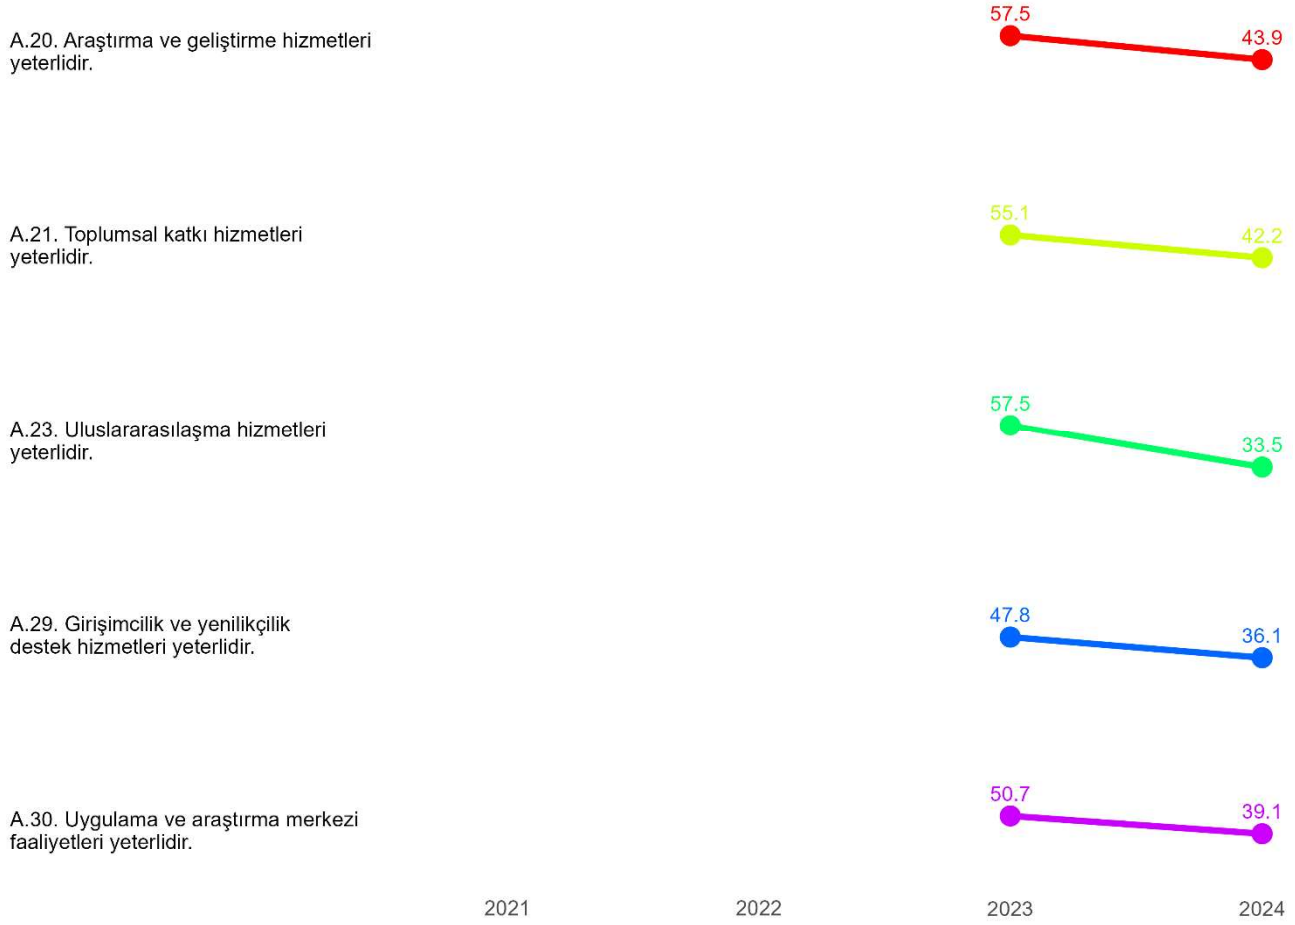 57.5
A.20. Araştırma ve geliştirme hizmetleri
yeterlidir.
43.9
55.1
A.21. Toplumsal katkı hizmetleri
yeterlidir.
42.2
57.5
A.23. Uluslararasılaşma hizmetleri
yeterlidir.
33.5
47.8
A.29. Girişimcilik ve yenilikçilik
destek hizmetleri yeterlidir.
36.1
50.7
A.30. Uygulama ve araştırma merkezi
faaliyetleri yeterlidir.
39.1
2021 2022 2023 2024